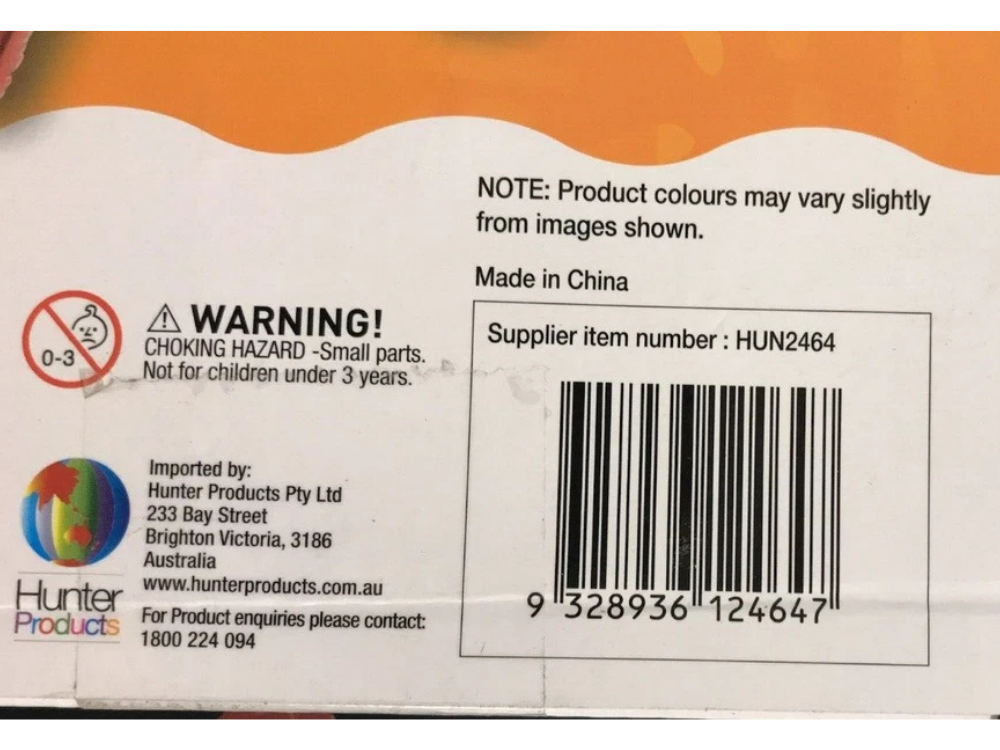 NOTE: Product colours may vary slightly
from images shown.
Made in China
0-3
WARNING!
CHOKING HAZARD -Small parts.
Not for children under 3 years.
Supplier item number : HUN2464
9 328936 124647
Imported by:
Hunter Products Pty Ltd
233 Bay Street
Brighton Victoria, 3186
Australia
www.hunterproducts.com.au
For Product enquiries please contact:
1800 224 094
Hunter
Products